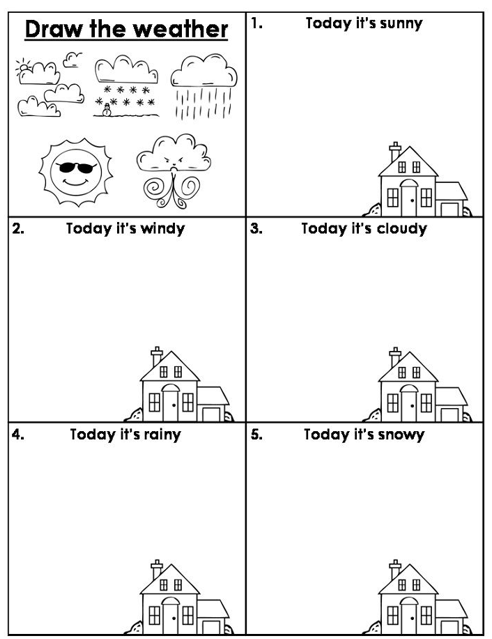 Draw the weather
1. Today it's sunny
2. Today it's windy
3. Today it's cloudy
4. Today it's rainy
5. Today it's snowy